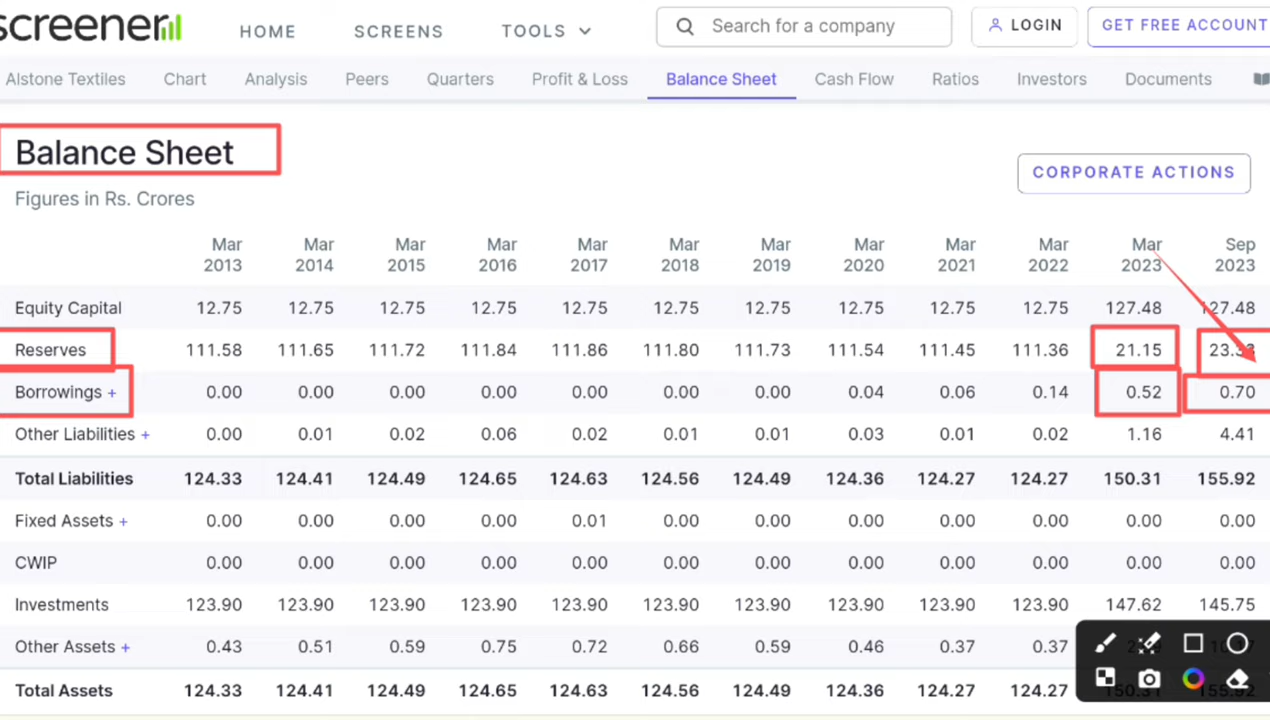 screener
HOME SCREENS TOOLS Search for a company LOGIN GET FREE ACCOUNT
Alstone Textiles Chart Analysis Peers Quarters Profit & Loss Balance Sheet Cash Flow Ratios Investors Documents
Balance Sheet
CORPORATE ACTIONS
Figures in Rs. Crores
Mar Mar Mar Mar Mar Mar Mar Mar Mar Mar Mar Sep
2013 2014 2015 2016 2017 2018 2019 2020 2021 2022 2023 2023
Equity Capital 12.75 12.75 12.75 12.75 12.75 12.75 12.75 12.75 12.75 12.75 127.48 127.48
Reserves 111.58 111.65 111.72 111.84 111.86 111.80 111.73 111.54 111.45 111.36 21.15
Borrowings + 0.00 0.00 0.00 0.00 0.00 0.00 0.00 0.04 0.06 0.14 0.52 0.70
Other Liabilities + 0.00 0.01 0.02 0.06 0.02 0.01 0.01 0.03 0.01 0.02 1.16 4.41
Total Liabilities 124.33 124.41 124.49 124.65 124.63 124.56 124.49 124.36 124.27 124.27 150.31 155.92
Fixed Assets + 0.00 0.00 0.00 0.00 0.01 0.00 0.00 0.00 0.00 0.00 0.00 0.00
CWIP 0.00 0.00 0.00 0.00 0.00 0.00 0.00 0.00 0.00 0.00 0.00 0.00
Investments 123.90 123.90 123.90 123.90 123.90 123.90 123.90 123.90 123.90 123.90 147.62 145.75
Other Assets + 0.43 0.51 0.59 0.75 0.72 0.66 0.59 0.46 0.37 0.37
Total Assets 124.33 124.41 124.49 124.65 124.63 124.56 124.49 124.36 124.27 124.27 150.31 155.92